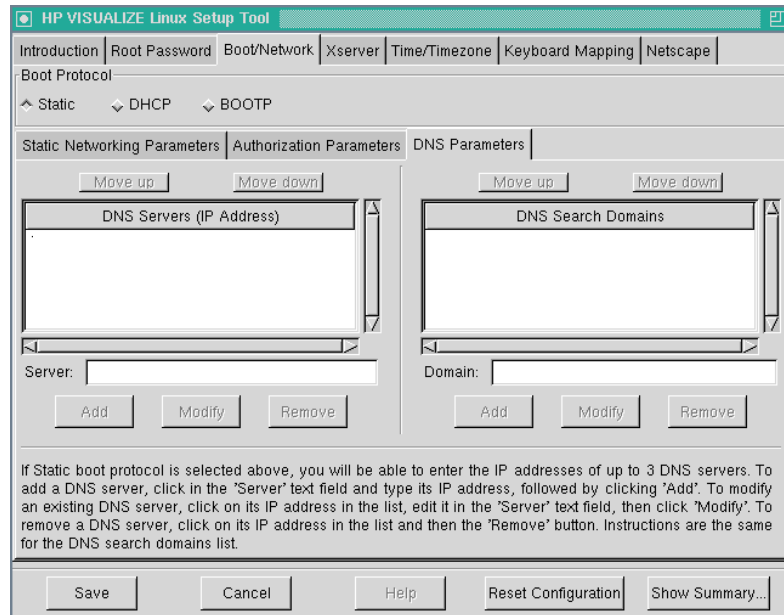 HP VISUALIZE Linux Setup Tool
Introduction Root Password Boot/Network Xserver Time/Timezone Keyboard Mapping Netscape
Boot Protocol
Static DHCP BOOTP
Static Networking Parameters Authorization Parameters DNS Parameters
Move up Move down Move up Move down
DNS Servers (IP Address) DNS Search Domains
Server: Domain:
Add Modify Remove Add Modify Remove
If Static boot protocol is selected above, you will be able to enter the IP addresses of up to 3 DNS servers. To
add a DNS server, click in the 'Server' text field and type its IP address, followed by clicking 'Add'. To modify
an existing DNS server, click on its IP address in the list, edit it in the 'Server' text field, then click 'Modify'. To
remove a DNS server, click on its IP address in the list and then the 'Remove' button. Instructions are the same
for the DNS search domains list.
Save Cancel Help Reset Configuration Show Summary...